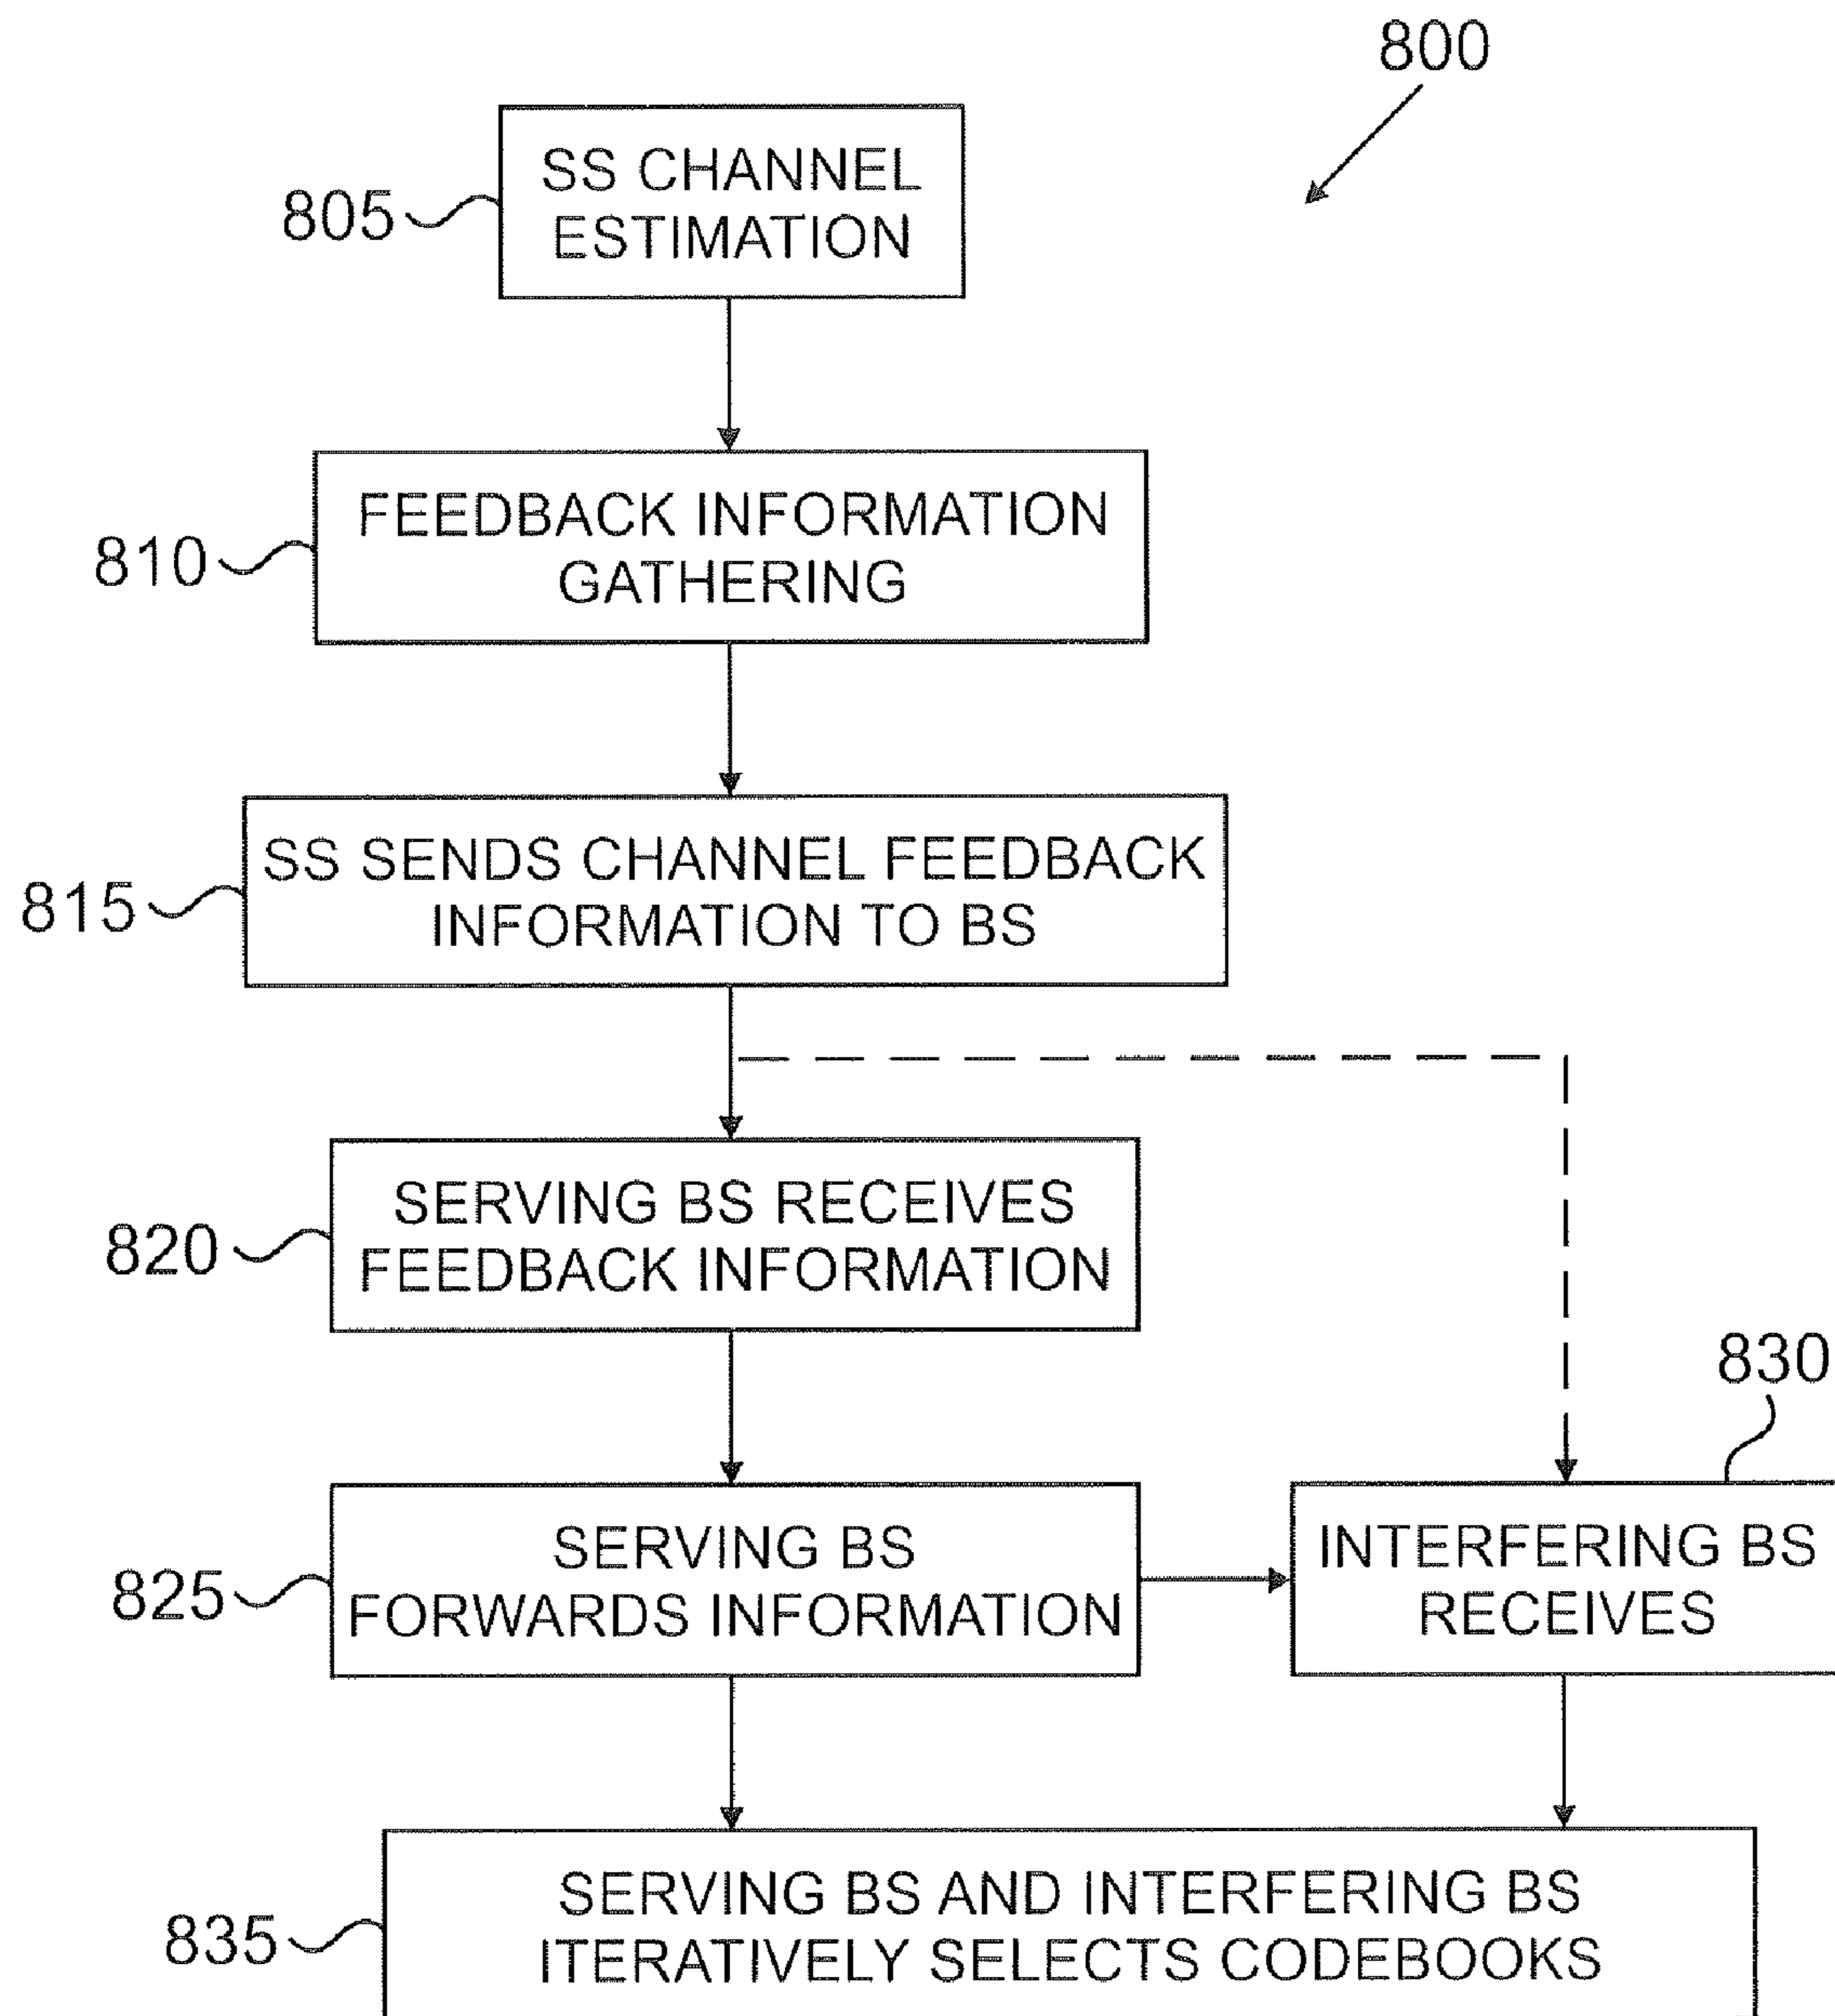 800
SS CHANNEL
ESTIMATION
805
FEEDBACK INFORMATION
GATHERING
810
SS SENDS CHANNEL FEEDBACK
INFORMATION TO BS
815
SERVING BS RECEIVES
FEEDBACK INFORMATION
820
830
SERVING BS
FORWARDS INFORMATION
825
INTERFERING BS
RECEIVES
SERVING BS AND INTERFERING BS
ITERATIVELY SELECTS CODEBOOKS
835